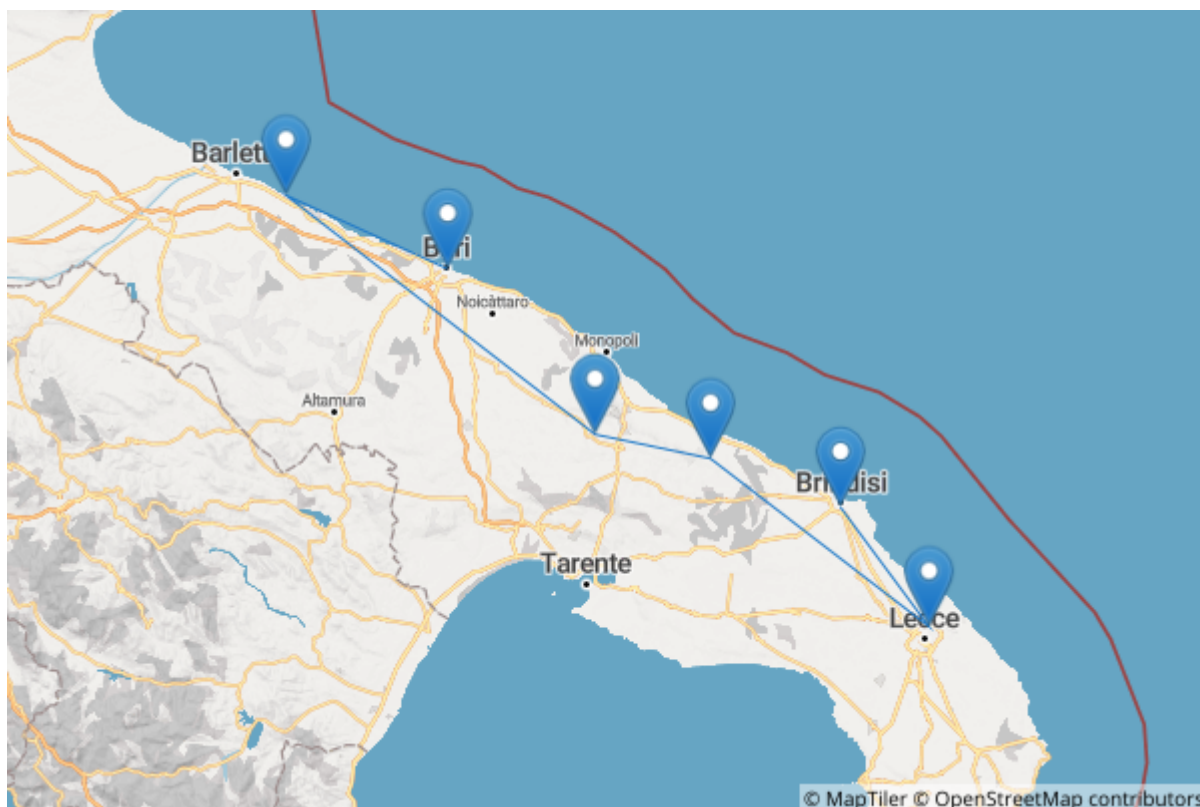 Barletta
Bari
Noicàttaro
Monopoli
Altamura
Brindisi
Tarente
Lecce
© MapTiler © OpenStreetMap contributors